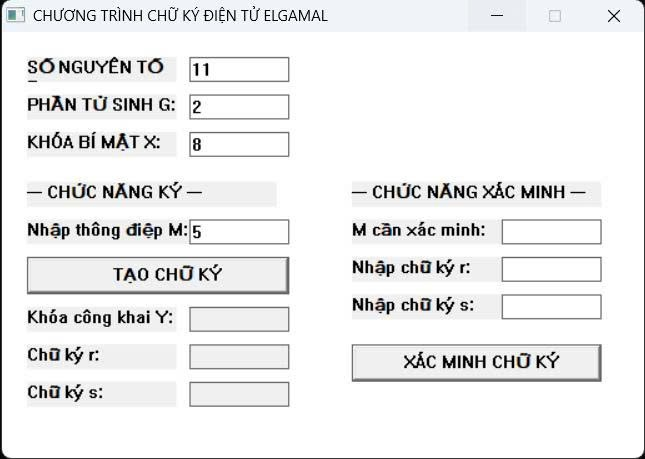 CHƯƠNG TRÌNH CHỮ KÝ ĐIỆN TỬ ELGAMAL
SỐ NGUYÊN TỐ 11
PHẦN TỬ SINH G: 2
KHÓA BÍ MẬT X: 8
— CHỨC NĂNG KÝ —
Nhập thông điệp M: 5
TẠO CHỮ KÝ
Khóa công khai Y:
Chữ ký r:
Chữ ký s:
— CHỨC NĂNG XÁC MINH —
M cần xác minh:
Nhập chữ ký r:
Nhập chữ ký s:
XÁC MINH CHỮ KÝ